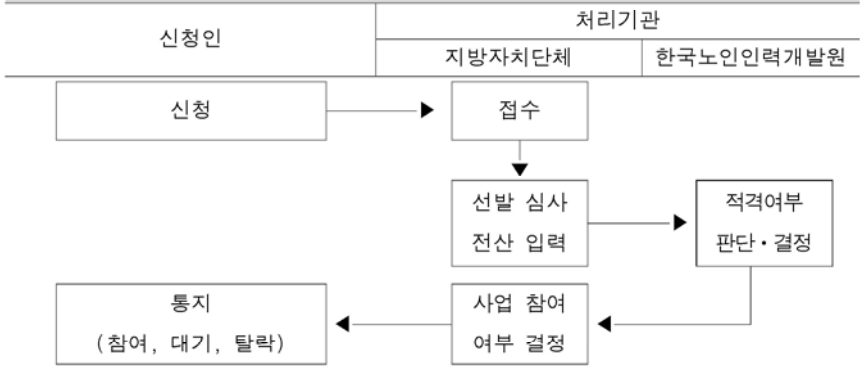 신청인
처리기관
지방자치단체
한국노인인력개발원
신청
접수
선발 심사
전산 입력
적격여부
판단·결정
사업 참여
여부 결정
통지
(참여, 대기, 탈락)